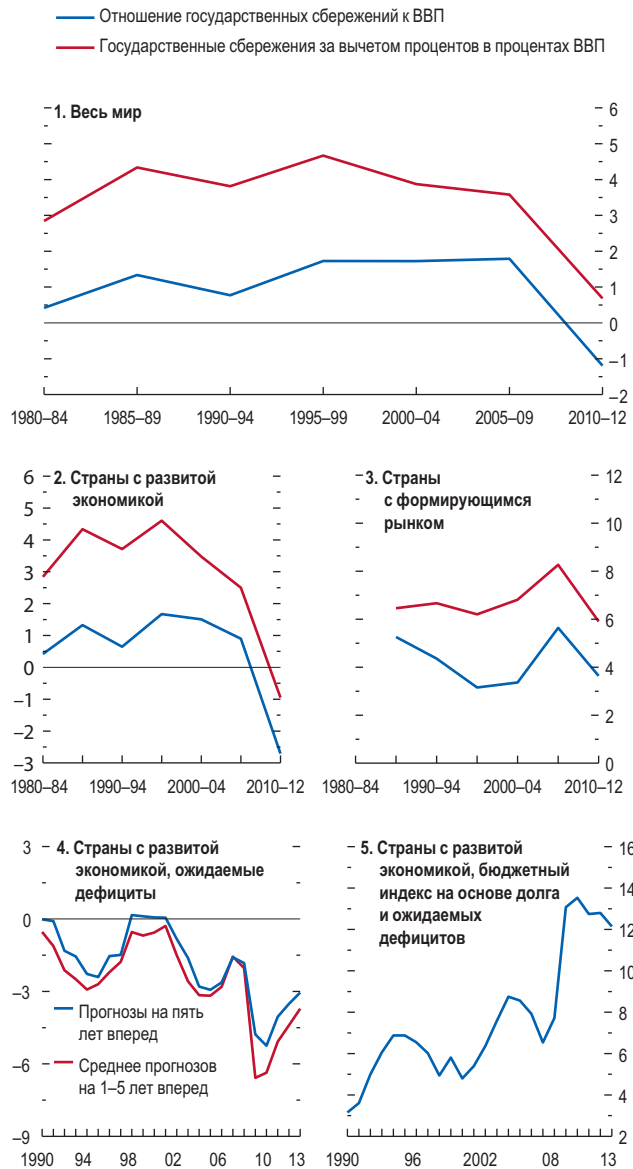 Отношение государственных сбережений к ВВП
Государственные сбережения за вычетом процентов в процентах ВВП
1. Весь мир
6
5
4
3
2
1
0
–1
–2
1980–84 1985–89 1990–94 1995–99 2000–04 2005–09 2010–12
2. Страны с развитой
экономикой
6
5
4
3
2
1
0
–1
–2
–3
1980–84 1990–94 2000–04 2010–12
3. Страны
с формирующимся
рынком
12
10
8
6
4
2
0
1980–84 1990–94 2000–04 2010–12
4. Страны с развитой
экономикой, ожидаемые
дефициты
3
0
–3
–6
–9
Прогнозы на пять
лет вперед
Среднее прогнозов
на 1–5 лет вперед
1990 94 98 02 06 10 13
5. Страны с развитой
экономикой, бюджетный
индекс на основе долга
и ожидаемых
дефицитов
16
14
12
10
8
6
4
2
1990 96 2002 08 13